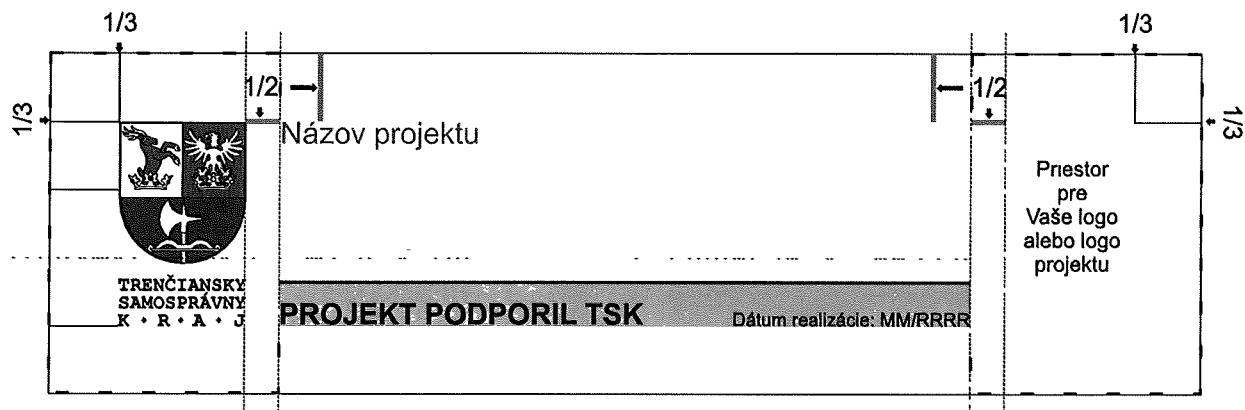 1/3
1/3
1/2
1/2
1/3
1/3
Názov projektu
Priestor
pre
Vaše logo
alebo logo
projektu
TRENČIANSKY
SAMOSPRÁVNY
K • R • A • J
PROJEKT PODPORIL TSK
Dátum realizácie: MM/RRRR